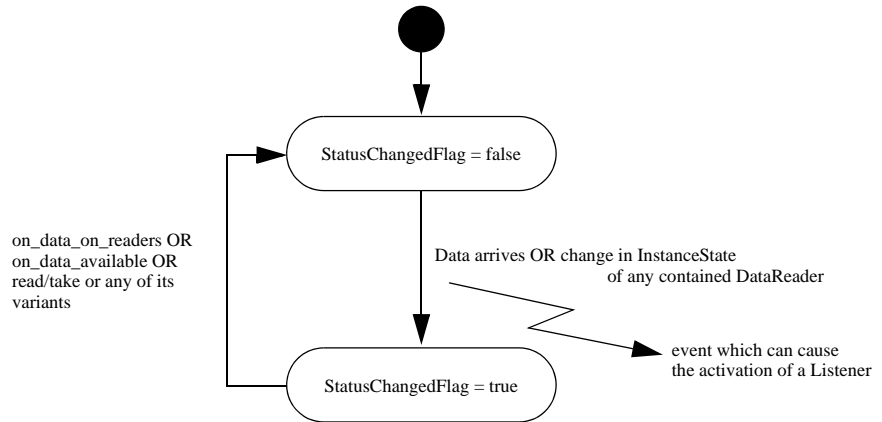 StatusChangedFlag = false
on_data_on_readers OR
on_data_available OR
read/take or any of its
variants
Data arrives OR change in InstanceState
of any contained DataReader
event which can cause
the activation of a Listener
StatusChangedFlag = true